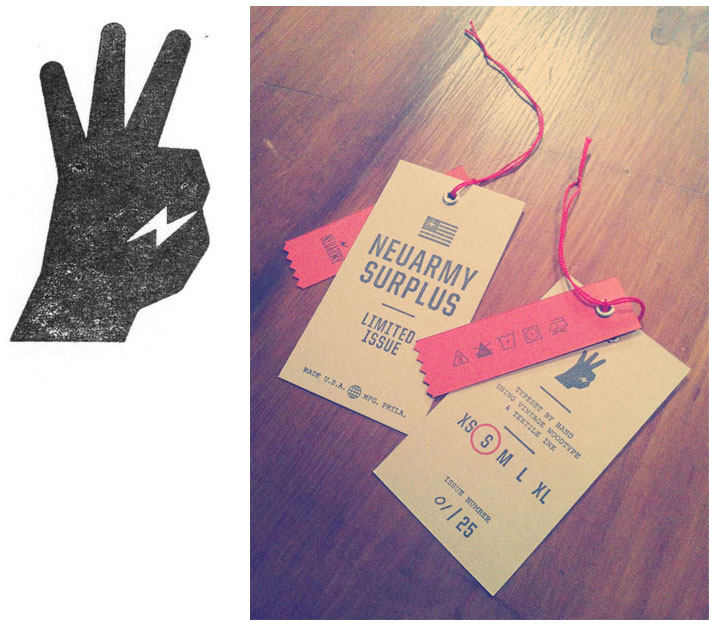 NEUARMY
NEUARMY
SURPLUS
LIMITED
ISSUE
MADE U.S.A. MFG. PHILA.
TYPESET BY HAND
USING VINTAGE WOODTYPE
& TEXTILE INK
XS S M L XL
ISSUE NUMBER
01/25